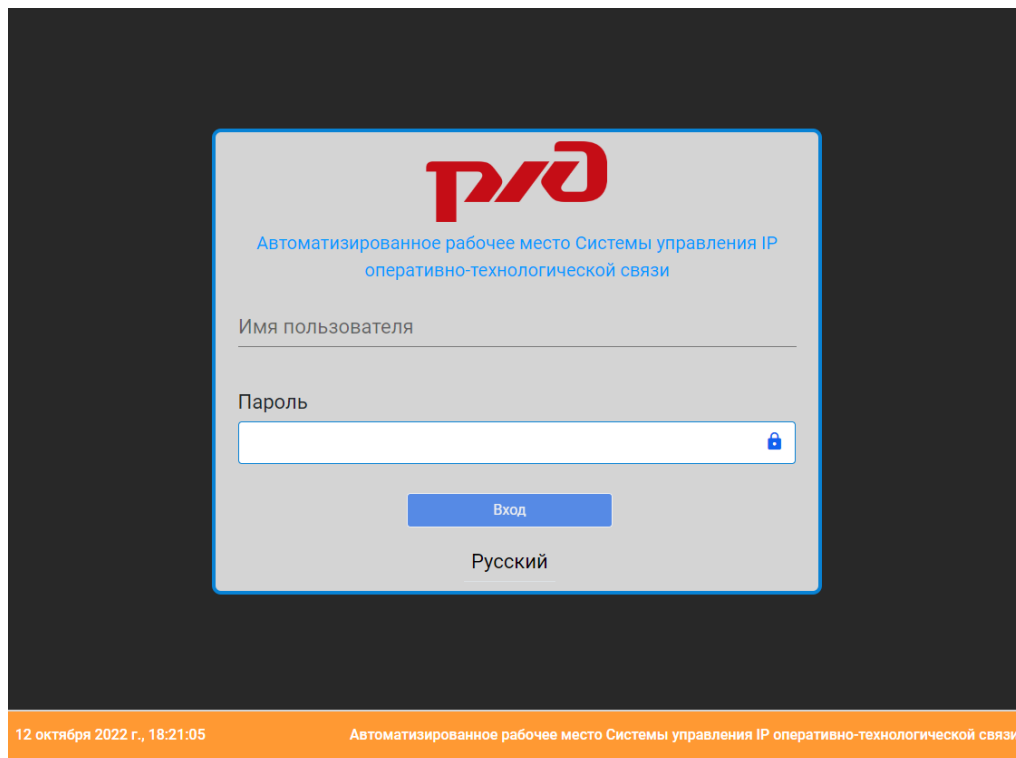 ржд
Автоматизированное рабочее место Системы управления IP
оперативно-технологической связи
Имя пользователя
Пароль
Вход
Русский
12 октября 2022 г., 18:21:05
Автоматизированное рабочее место Системы управления IP оперативно-технологической связи